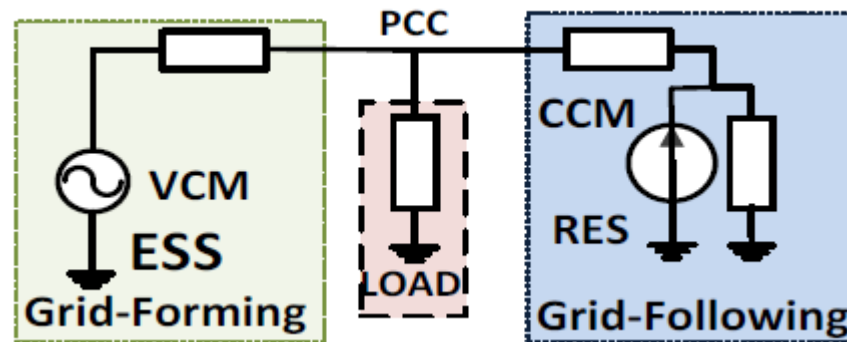 PCC
VCM
ESS
Grid-Forming
LOAD
CCM
RES
Grid-Following